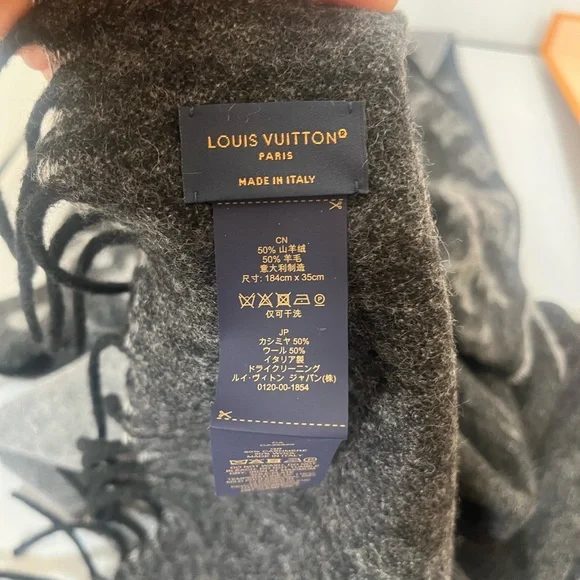 LOUIS VUITTON
PARIS
MADE IN ITALY
CN
50% 山羊绒
50% 羊毛
意大利制造
尺寸: 184cm x 35cm
仅可干洗
JP
カシミヤ 50%
ウール 50%
イタリア製
ドライクリーニング
ルイ・ヴィトン ジャパン(株)
0120-00-1854